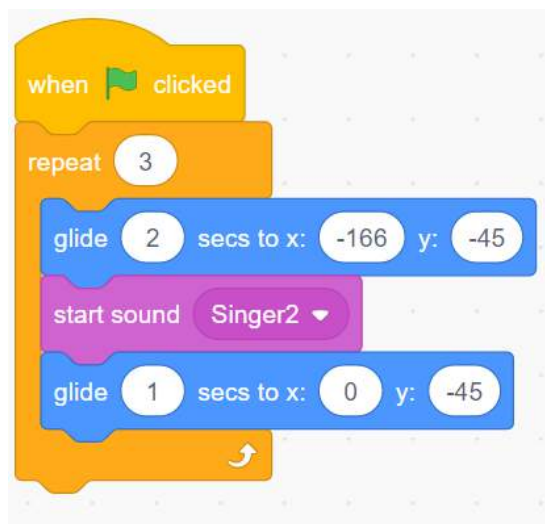 when clicked
repeat 3
glide 2 secs to x: -166 y: -45
start sound Singer2
glide 1 secs to x: 0 y: -45